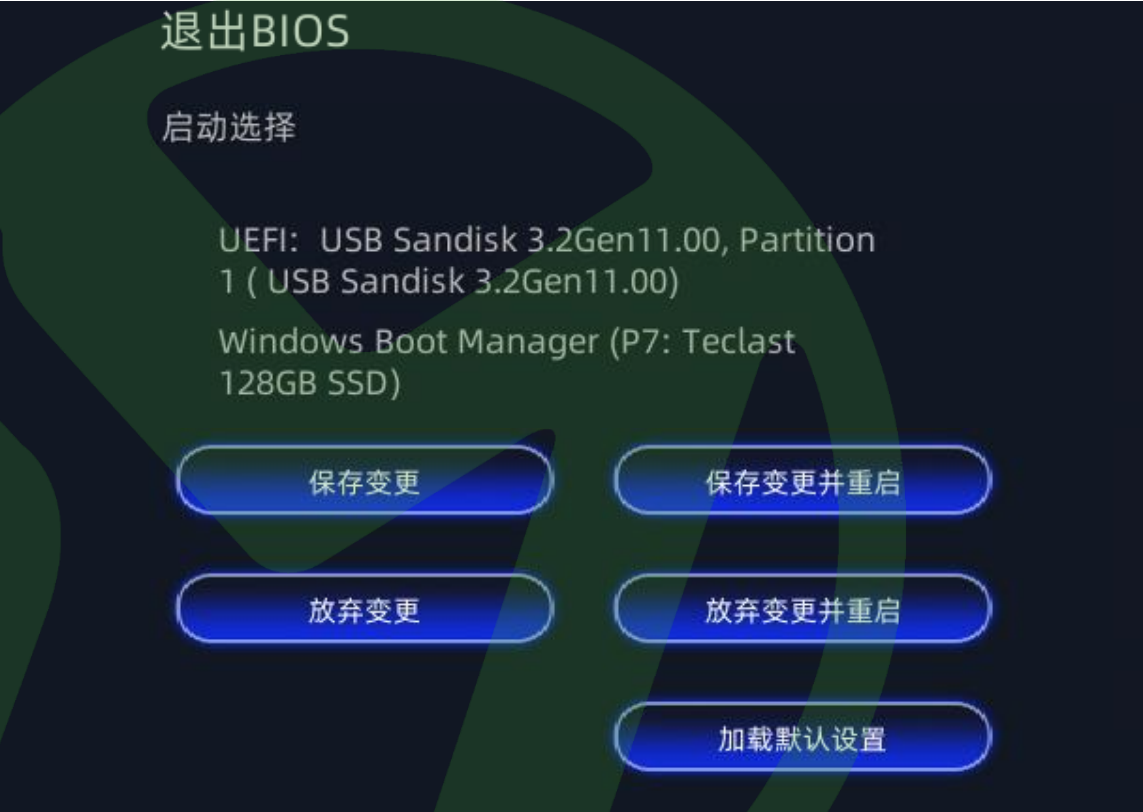 退出BIOS
启动选择
UEFI: USB Sandisk 3.2Gen11.00, Partition
1 ( USB Sandisk 3.2Gen11.00)
Windows Boot Manager (P7: Teclast
128GB SSD)
保存变更
保存变更并重启
放弃变更
放弃变更并重启
加载默认设置